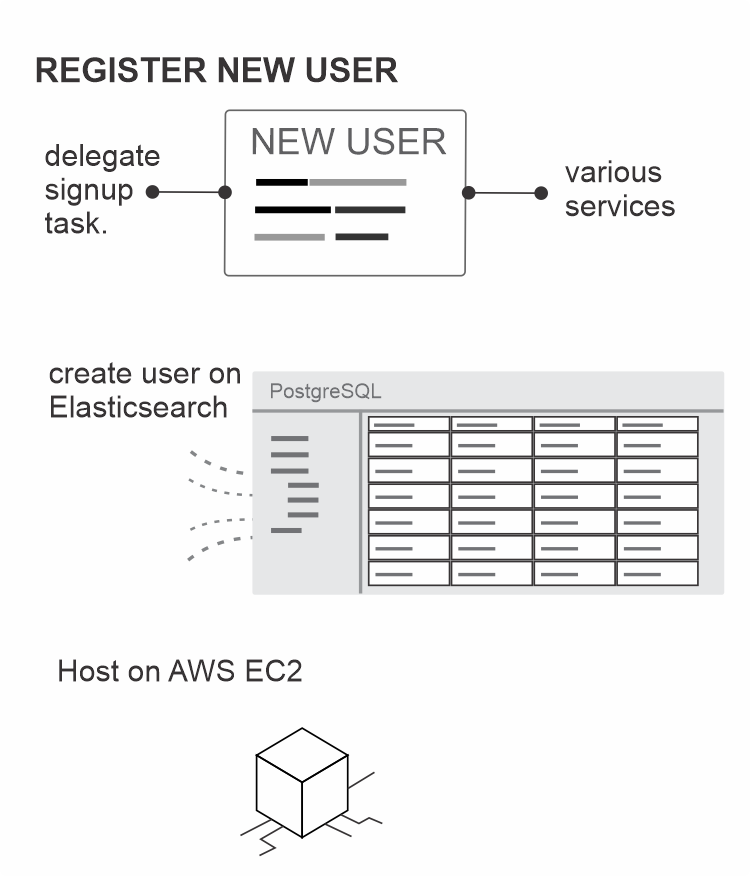 REGISTER NEW USER
NEW USER
delegate
signup
task.
various
services
create user on
Elasticsearch
PostgreSQL
Host on AWS EC2